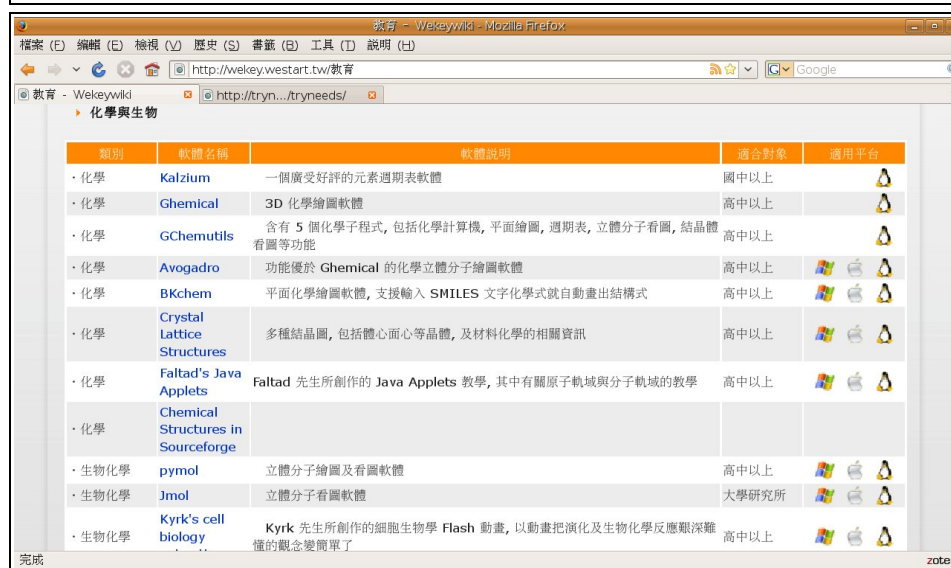 教育 - Wekeywiki - Mozilla Firefox
檔案 (F) 編輯 (E) 檢視 (V) 歷史 (S) 書籤 (B) 工具 (T) 說明 (H)
http://wekey.westart.tw/教育 Google
教育 - Wekeywiki http://tryn.../tryneeds/
化學與生物
類別 軟體名稱 軟體說明 適合對象 適用平台
·化學 Kalzium 一個廣受好評的元素週期表軟體 國中以上
·化學 Ghemical 3D 化學繪圖軟體 高中以上
·化學 GChemutils 含有 5 個化學子程式, 包括化學計算機, 平面繪圖, 週期表, 立體分子看圖, 結晶體
看圖等功能 高中以上
·化學 Avogadro 功能優於 Ghemical 的化學立體分子繪圖軟體 高中以上
·化學 BKchem 平面化學繪圖軟體, 支援輸入 SMILES 文字化學式就自動畫出結構式 高中以上
Crystal
·化學 Lattice 多種結晶圖, 包括體心面心等晶體, 及材料化學的相關資訊 高中以上
Structures
·化學 Faltad's Java Faltad 先生所創作的 Java Applets 教學, 其中有關原子軌域與分子軌域的教學 高中以上
Applets
Chemical
·化學 Structures in
Sourceforge
·生物化學 pymol 立體分子繪圖及看圖軟體 高中以上
·生物化學 Jmol 立體分子看圖軟體 大學研究所
Kyrk's cell
·生物化學 biology Kyrk 先生所創作的細胞生物學 Flash 動畫, 以動畫把演化及生物化學反應艱深難
懂的觀念變簡單了 高中以上
完成 zote